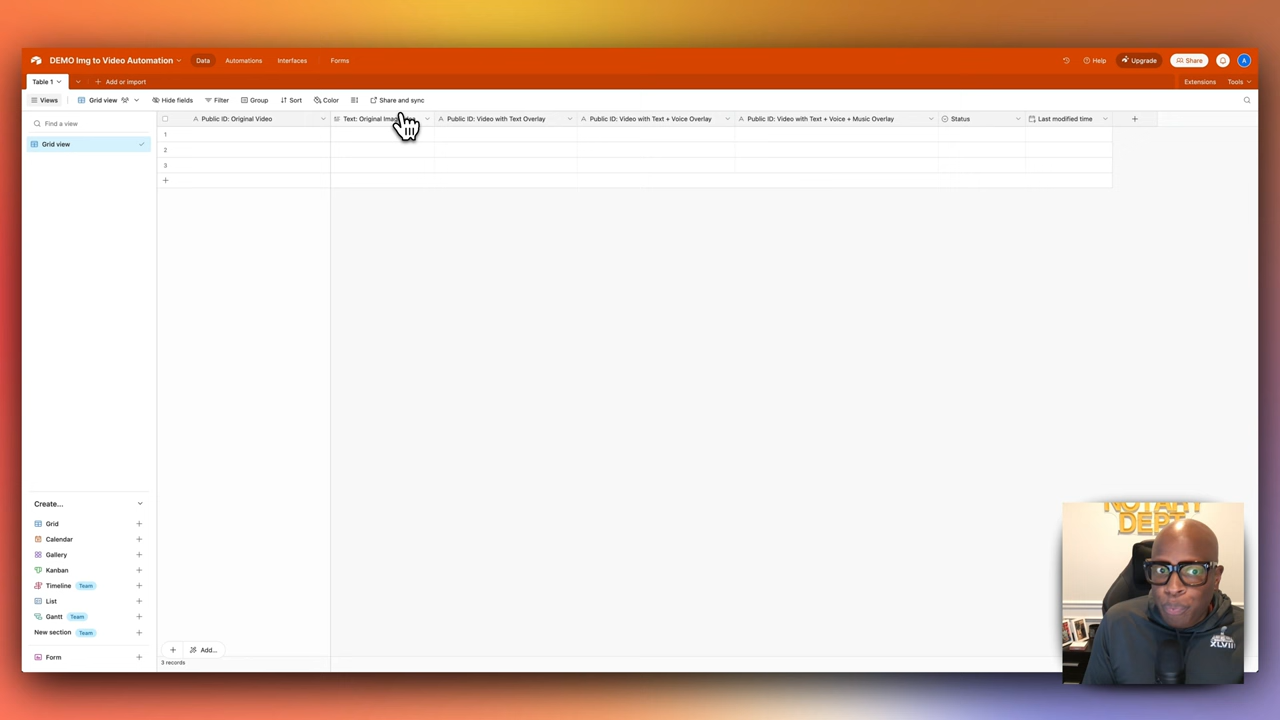 DEMO Img to Video Automation
Data
Automations
Interfaces
Forms
Help
Upgrade
Share
A
Table 1
Add or import
Extensions
Tools
Views
Grid view
Hide fields
Filter
Group
Sort
Color
Share and sync
Find a view
Grid view
Public ID: Original Video
Text: Original
Public ID: Video with Text Overlay
Public ID: Video with Text + Voice Overlay
Public ID: Video with Text + Voice + Music Overlay
Status
Last modified time
1
2
3
Create...
Grid
Calendar
Gallery
Kanban
Timeline Team
List
Gantt Team
New section Team
Form
Add...
3 records
NOTARY
DEPT
XLVIII